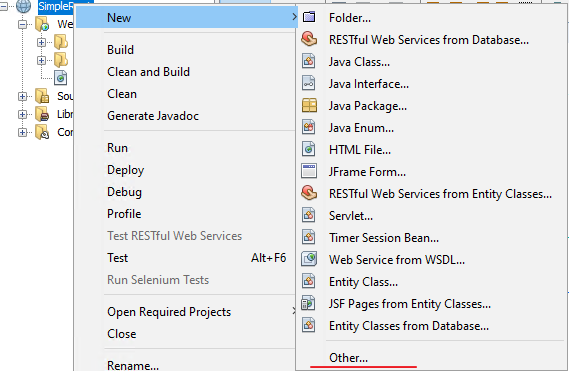 SimpleR
We
Sou
Lib
Co
New
Build
Clean and Build
Clean
Generate Javadoc
Run
Deploy
Debug
Profile
Test RESTful Web Services
Test Alt+F6
Run Selenium Tests
Open Required Projects
Close
Rename...
Folder...
RESTful Web Services from Database...
Java Class...
Java Interface...
Java Package...
Java Enum...
HTML File...
JFrame Form...
RESTful Web Services from Entity Classes...
Servlet...
Timer Session Bean...
Web Service from WSDL...
Entity Class...
JSF Pages from Entity Classes...
Entity Classes from Database...
Other...